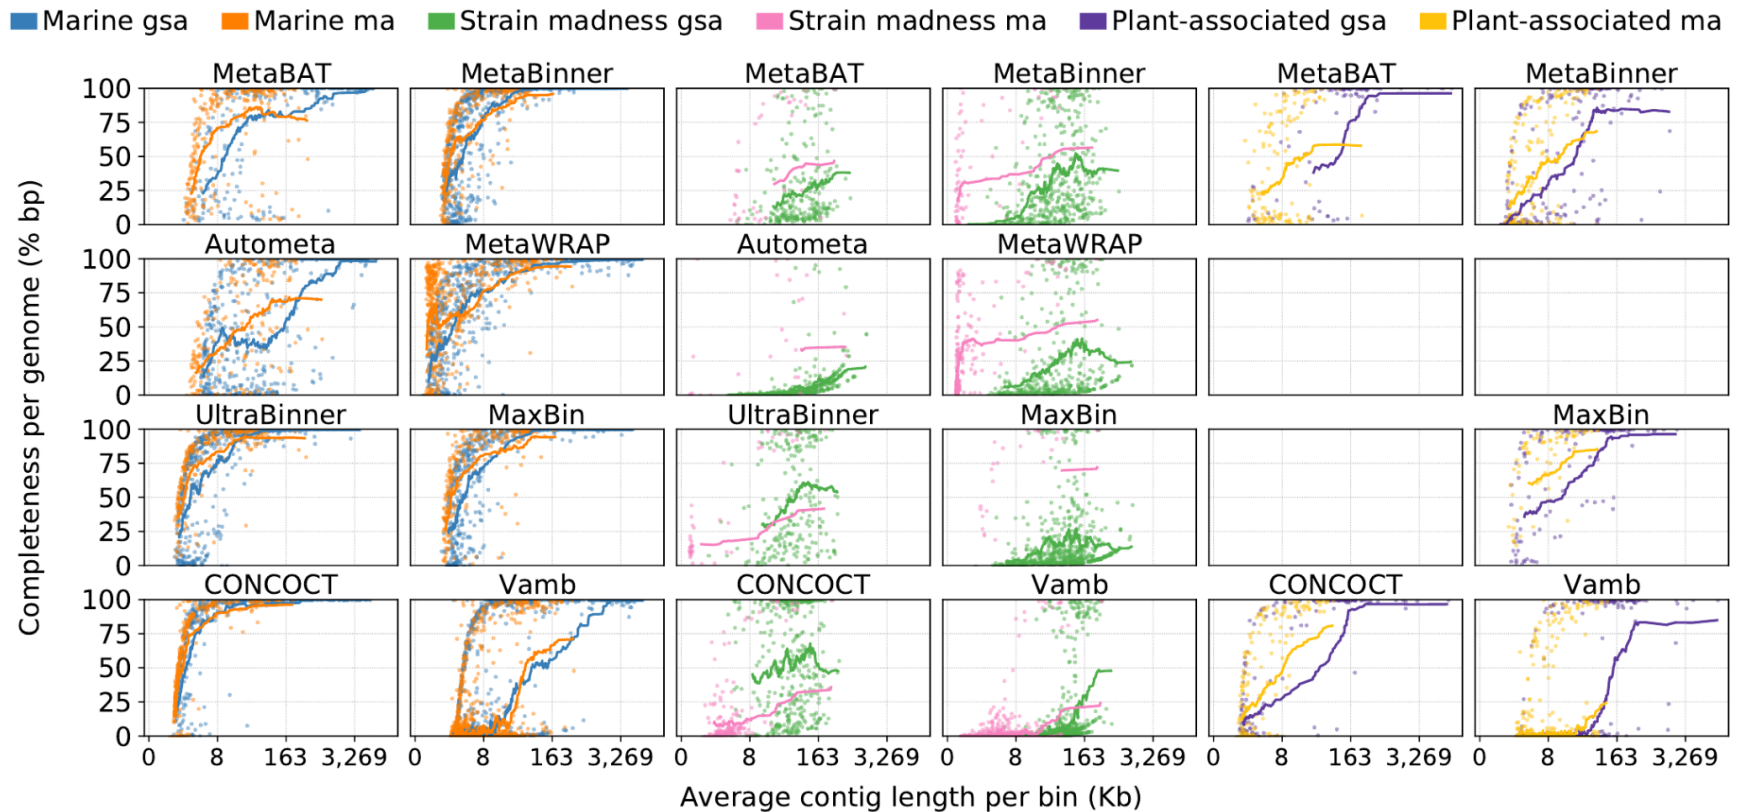 Marine gsa Marine ma Strain madness gsa Strain madness ma Plant-associated gsa Plant-associated ma
MetaBAT MetaBinner MetaBAT MetaBinner MetaBAT MetaBinner
100
75
50
25
0
Autometa MetaWRAP Autometa MetaWRAP
100
75
50
25
0
UltraBinner MaxBin UltraBinner MaxBin MaxBin
100
75
50
25
0
CONCOCT Vamb CONCOCT Vamb CONCOCT Vamb
100
75
50
25
0
0 8 163 3,269 0 8 163 3,269 0 8 163 3,269 0 8 163 3,269 0 8 163 3,269 0 8 163 3,269
Completeness per genome (% bp)
Average contig length per bin (Kb)